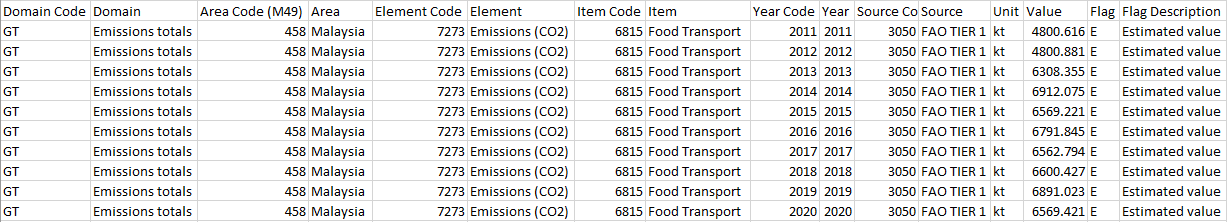 Domain Code Domain Area Code (M49) Area Element Code Element Item Code Item Year Code Year Source Co Source Unit Value Flag Flag Description
GT Emissions totals 458 Malaysia 7273 Emissions (CO2) 6815 Food Transport 2011 2011 3050 FAO TIER 1 kt 4800.616 E Estimated value
GT Emissions totals 458 Malaysia 7273 Emissions (CO2) 6815 Food Transport 2012 2012 3050 FAO TIER 1 kt 4800.881 E Estimated value
GT Emissions totals 458 Malaysia 7273 Emissions (CO2) 6815 Food Transport 2013 2013 3050 FAO TIER 1 kt 6308.355 E Estimated value
GT Emissions totals 458 Malaysia 7273 Emissions (CO2) 6815 Food Transport 2014 2014 3050 FAO TIER 1 kt 6912.075 E Estimated value
GT Emissions totals 458 Malaysia 7273 Emissions (CO2) 6815 Food Transport 2015 2015 3050 FAO TIER 1 kt 6569.221 E Estimated value
GT Emissions totals 458 Malaysia 7273 Emissions (CO2) 6815 Food Transport 2016 2016 3050 FAO TIER 1 kt 6791.845 E Estimated value
GT Emissions totals 458 Malaysia 7273 Emissions (CO2) 6815 Food Transport 2017 2017 3050 FAO TIER 1 kt 6562.794 E Estimated value
GT Emissions totals 458 Malaysia 7273 Emissions (CO2) 6815 Food Transport 2018 2018 3050 FAO TIER 1 kt 6600.427 E Estimated value
GT Emissions totals 458 Malaysia 7273 Emissions (CO2) 6815 Food Transport 2019 2019 3050 FAO TIER 1 kt 6891.023 E Estimated value
GT Emissions totals 458 Malaysia 7273 Emissions (CO2) 6815 Food Transport 2020 2020 3050 FAO TIER 1 kt 6569.421 E Estimated value